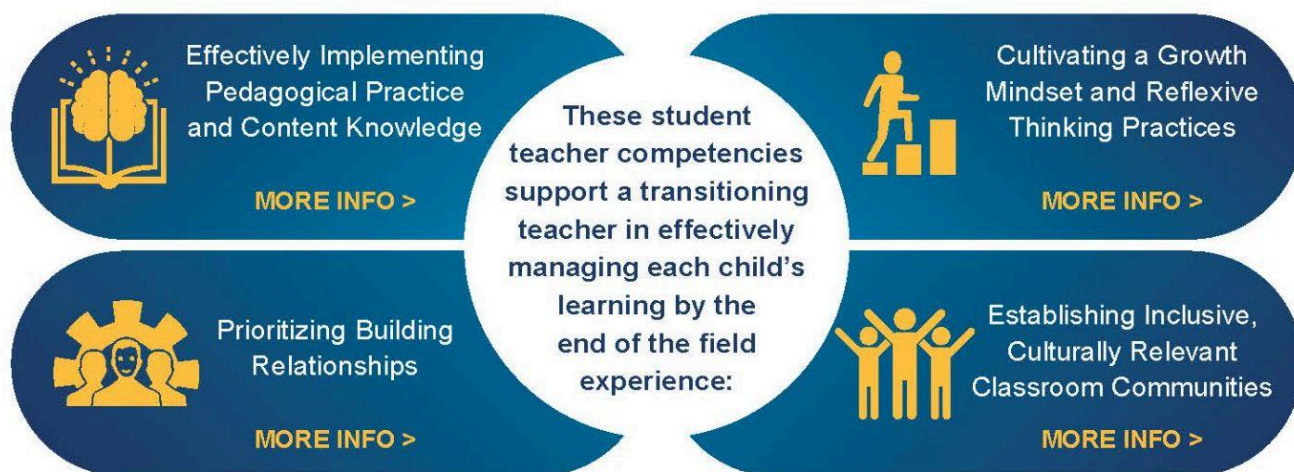 Effectively Implementing
Pedagogical Practice
and Content Knowledge
MORE INFO >
Prioritizing Building
Relationships
MORE INFO >
These student
teacher competencies
support a transitioning
teacher in effectively
managing each child's
learning by the
end of the field
experience:
Cultivating a Growth
Mindset and Reflexive
Thinking Practices
MORE INFO >
Establishing Inclusive,
Culturally Relevant
Classroom Communities
MORE INFO >